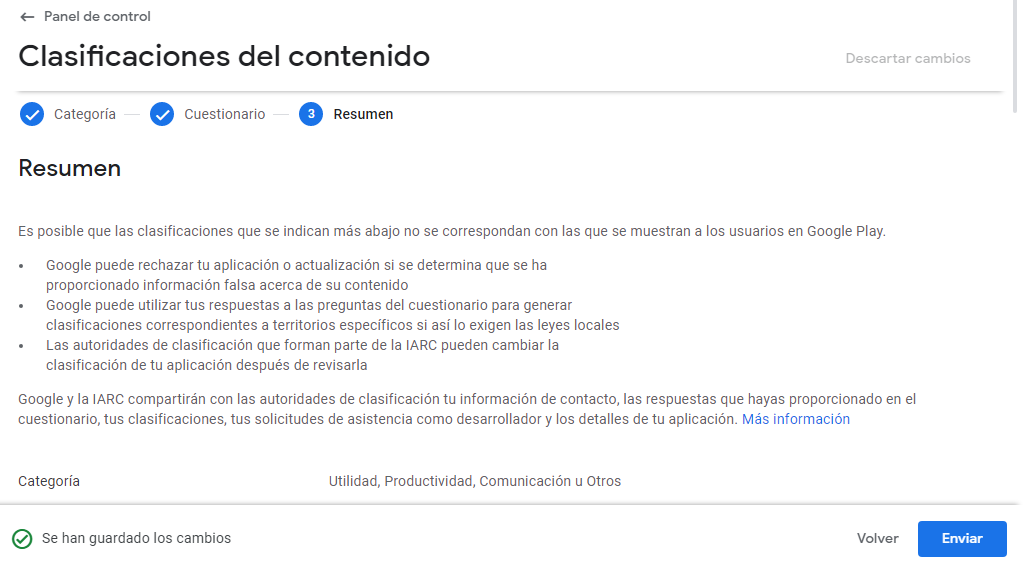 Panel de control
Clasificaciones del contenido
Descartar cambios
Categoría
Cuestionario
3
Resumen
Resumen
Es posible que las clasificaciones que se indican más abajo no se correspondan con las que se muestran a los usuarios en Google Play.
• Google puede rechazar tu aplicación o actualización si se determina que se ha
proporcionado información falsa acerca de su contenido
• Google puede utilizar tus respuestas a las preguntas del cuestionario para generar
clasificaciones correspondientes a territorios específicos si así lo exigen las leyes locales
• Las autoridades de clasificación que forman parte de la IARC pueden cambiar la
clasificación de tu aplicación después de revisarla
Google y la IARC compartirán con las autoridades de clasificación tu información de contacto, las respuestas que hayas proporcionado en el
cuestionario, tus clasificaciones, tus solicitudes de asistencia como desarrollador y los detalles de tu aplicación. Más información
Categoría
Utilidad, Productividad, Comunicación u Otros
Se han guardado los cambios
Volver
Enviar